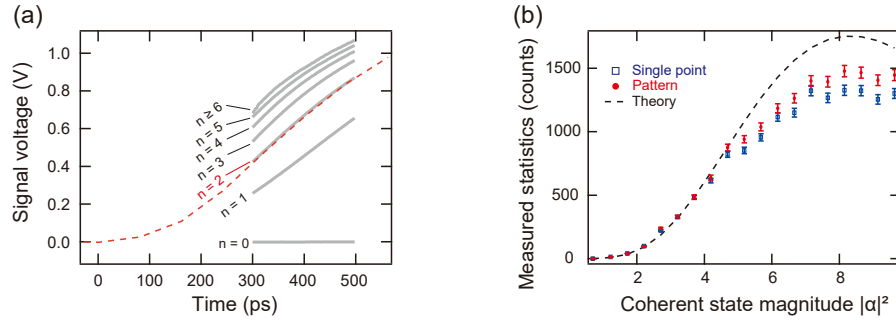 (a)
Signal voltage (V)
1.0
0.8
0.6
0.4
0.2
0.0
n ≥ 6
n = 5
n = 4
n = 3
n = 2
n = 1
n = 0
0
100
200
300
400
500
Time (ps)
(b)
Measured statistics (counts)
1500
1000
500
0
Single point
Pattern
Theory
2
4
6
8
Coherent state magnitude |α|²